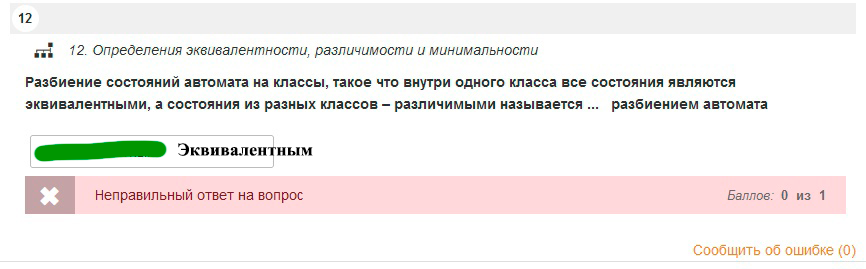 12
12. Определения эквивалентности, различимости и минимальности
Разбиение состояний автомата на классы, такое что внутри одного класса все состояния являются
эквивалентными, а состояния из разных классов – различимыми называется ... разбиением автомата
Эквивалентным
Неправильный ответ на вопрос Баллов: 0 из 1
Сообщить об ошибке (0)